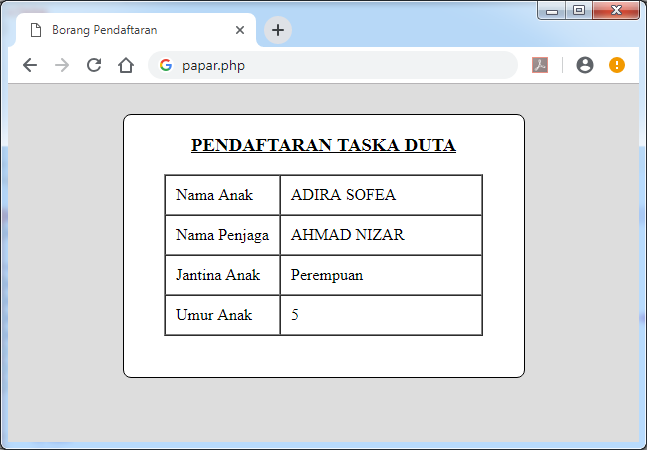 Borang Pendaftaran
papar.php
PENDAFTARAN TASKA DUTA
Nama Anak ADIRA SOFEA
Nama Penjaga AHMAD NIZAR
Jantina Anak Perempuan
Umur Anak 5